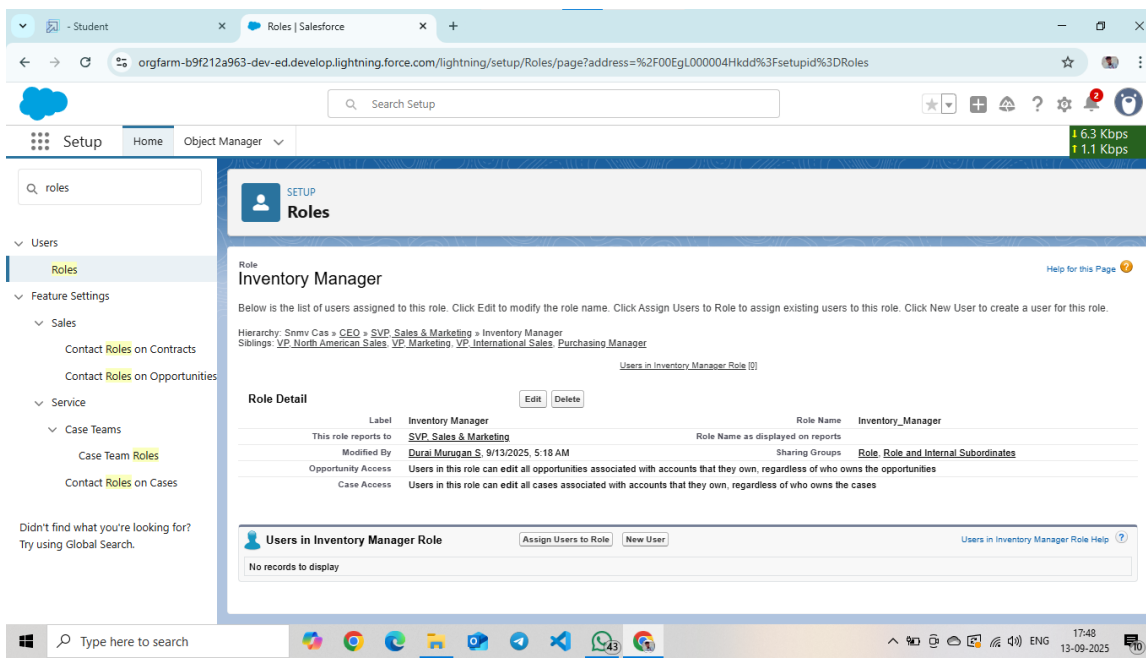 - Student
Roles | Salesforce
orgfarm-b9f212a963-dev-ed.develop.lightning.force.com/lightning/setup/Roles/page?address=%2F00EgL000004Hkdd%3Fsetupid%3DRoles
Search Setup
2
Setup
Home
Object Manager
6.3 Kbps
1.1 Kbps
roles
SETUP
Roles
Users
Roles
Feature Settings
Sales
Contact Roles on Contracts
Contact Roles on Opportunities
Service
Case Teams
Case Team Roles
Contact Roles on Cases
Didn't find what you're looking for?
Try using Global Search.
Role
Inventory Manager
Help for this Page
Below is the list of users assigned to this role. Click Edit to modify the role name. Click Assign Users to Role to assign existing users to this role. Click New User to create a user for this role.
Hierarchy: Snmv Cas » CEO » SVP, Sales & Marketing » Inventory Manager
Siblings: VP, North American Sales, VP, Marketing, VP, International Sales, Purchasing Manager
Users in Inventory Manager Role [0]
Role Detail Edit Delete
Label Inventory Manager Role Name Inventory_Manager
This role reports to SVP, Sales & Marketing Role Name as displayed on reports
Modified By Durai Murugan S, 9/13/2025, 5:18 AM Sharing Groups Role, Role and Internal Subordinates
Opportunity Access Users in this role can edit all opportunities associated with accounts that they own, regardless of who owns the opportunities
Case Access Users in this role can edit all cases associated with accounts that they own, regardless of who owns the cases
Users in Inventory Manager Role Assign Users to Role New User Users in Inventory Manager Role Help ?
No records to display
Type here to search
43
ENG
17:48
13-09-2025
10